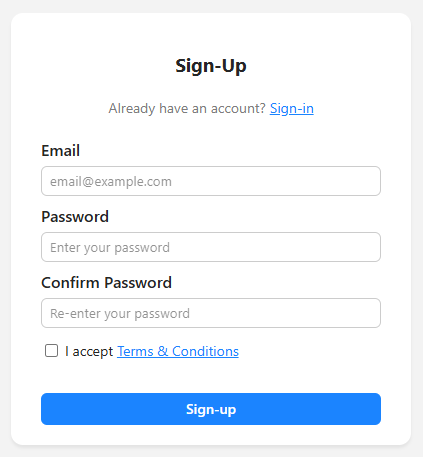 Sign-Up
Already have an account? Sign-in
Email
email@example.com
Password
Enter your password
Confirm Password
Re-enter your password
I accept Terms & Conditions
Sign-up